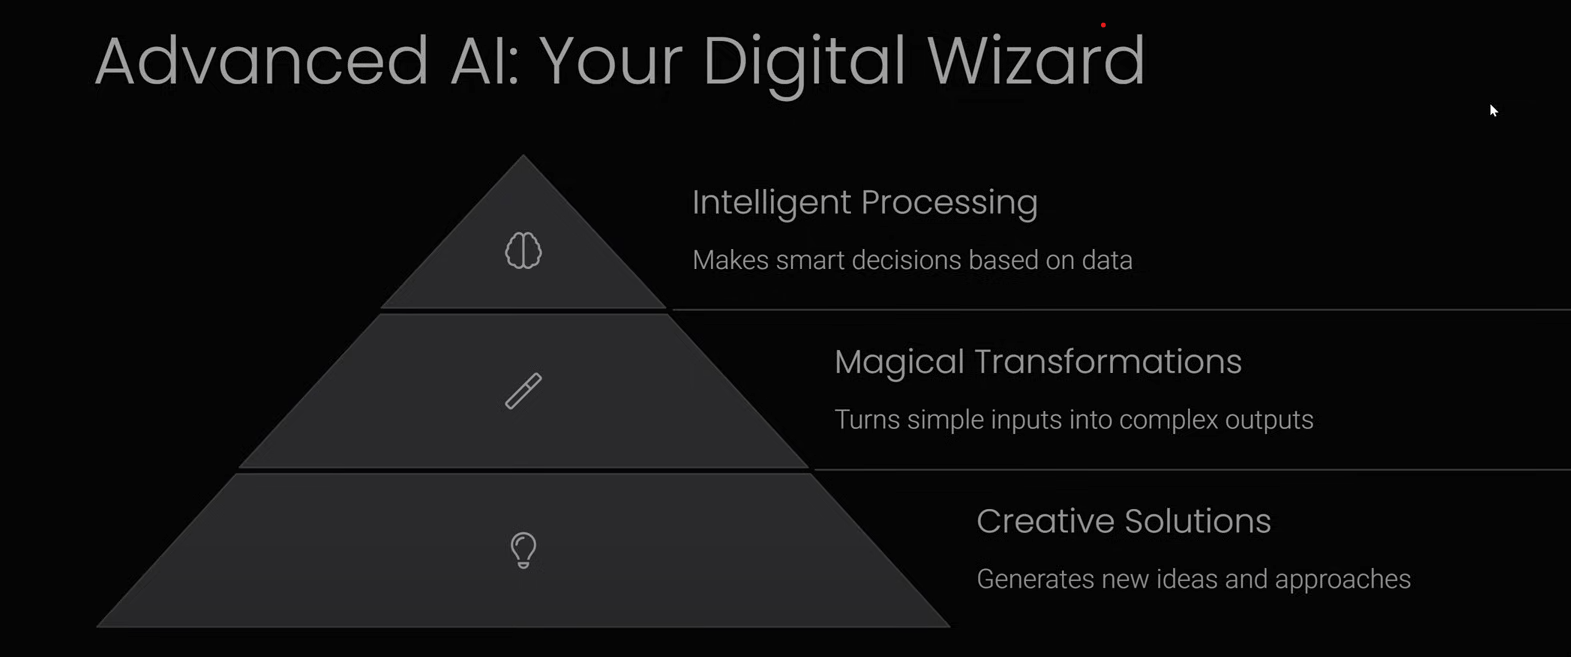 Advanced AI: Your Digital Wizard
Intelligent Processing
Makes smart decisions based on data
Magical Transformations
Turns simple inputs into complex outputs
Creative Solutions
Generates new ideas and approaches